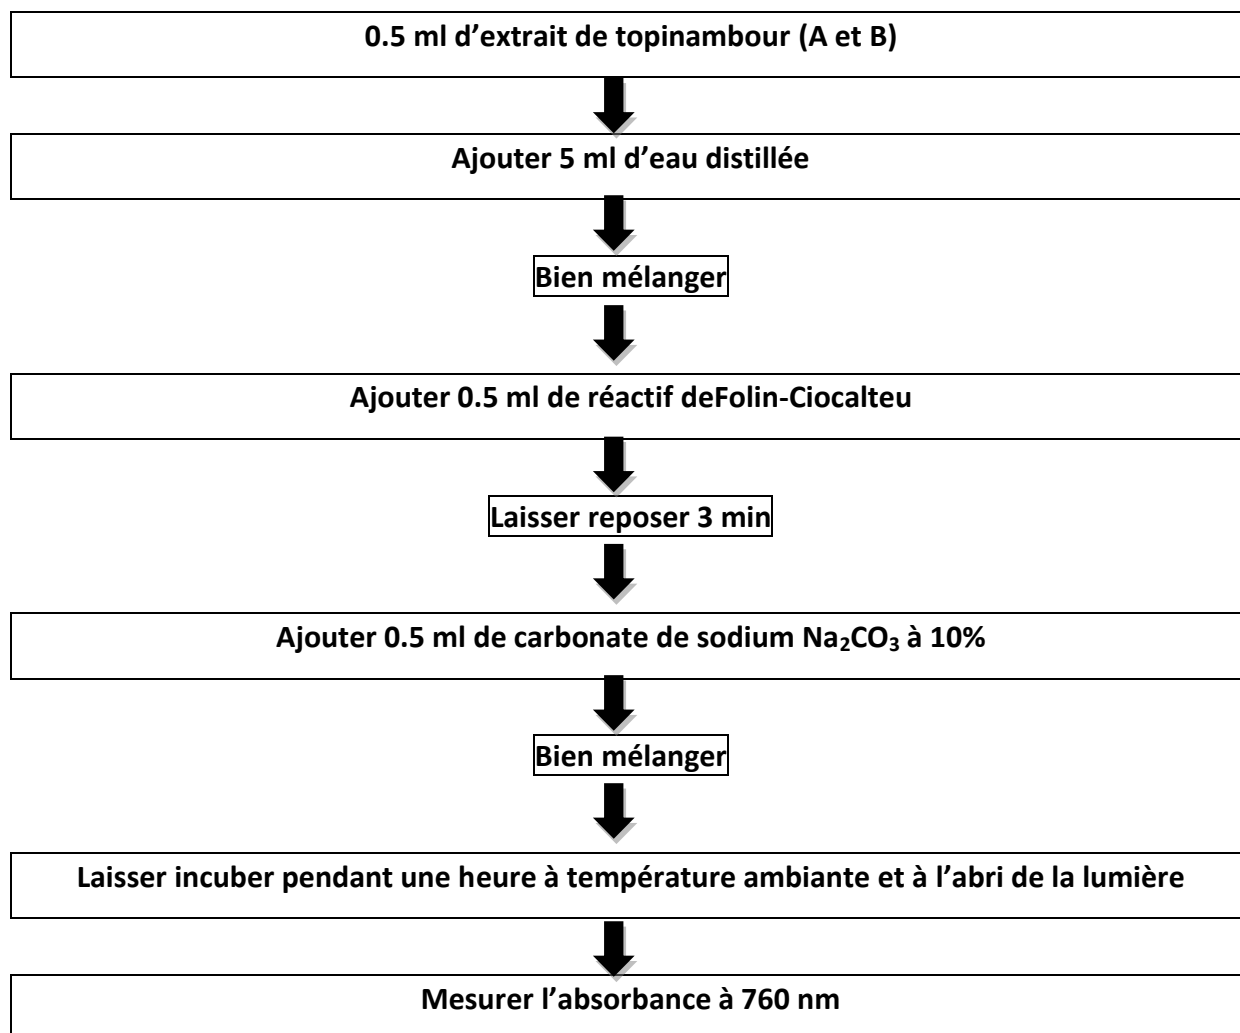 0.5 ml d’extrait de topinambour (A et B)
Ajouter 5 ml d’eau distillée
Bien mélanger
Ajouter 0.5 ml de réactif deFolin-Ciocalteu
Laisser reposer 3 min
Ajouter 0.5 ml de carbonate de sodium Na₂CO₃ à 10%
Bien mélanger
Laisser incuber pendant une heure à température ambiante et à l’abri de la lumière
Mesurer l’absorbance à 760 nm